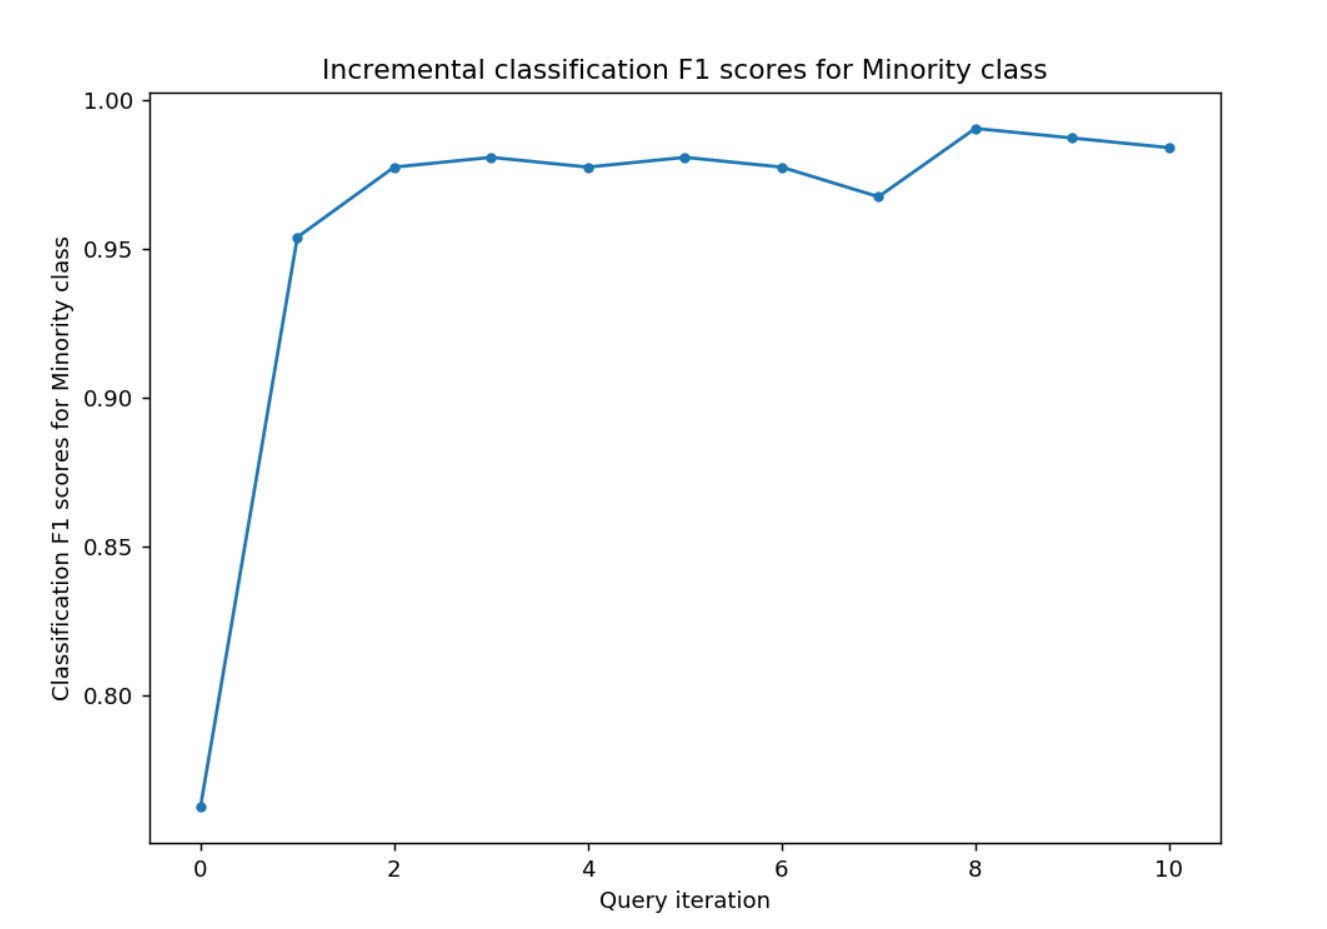 Incremental classification F1 scores for Minority class
Classification F1 scores for Minority class
1.00
0.95
0.90
0.85
0.80
0 2 4 6 8 10
Query iteration